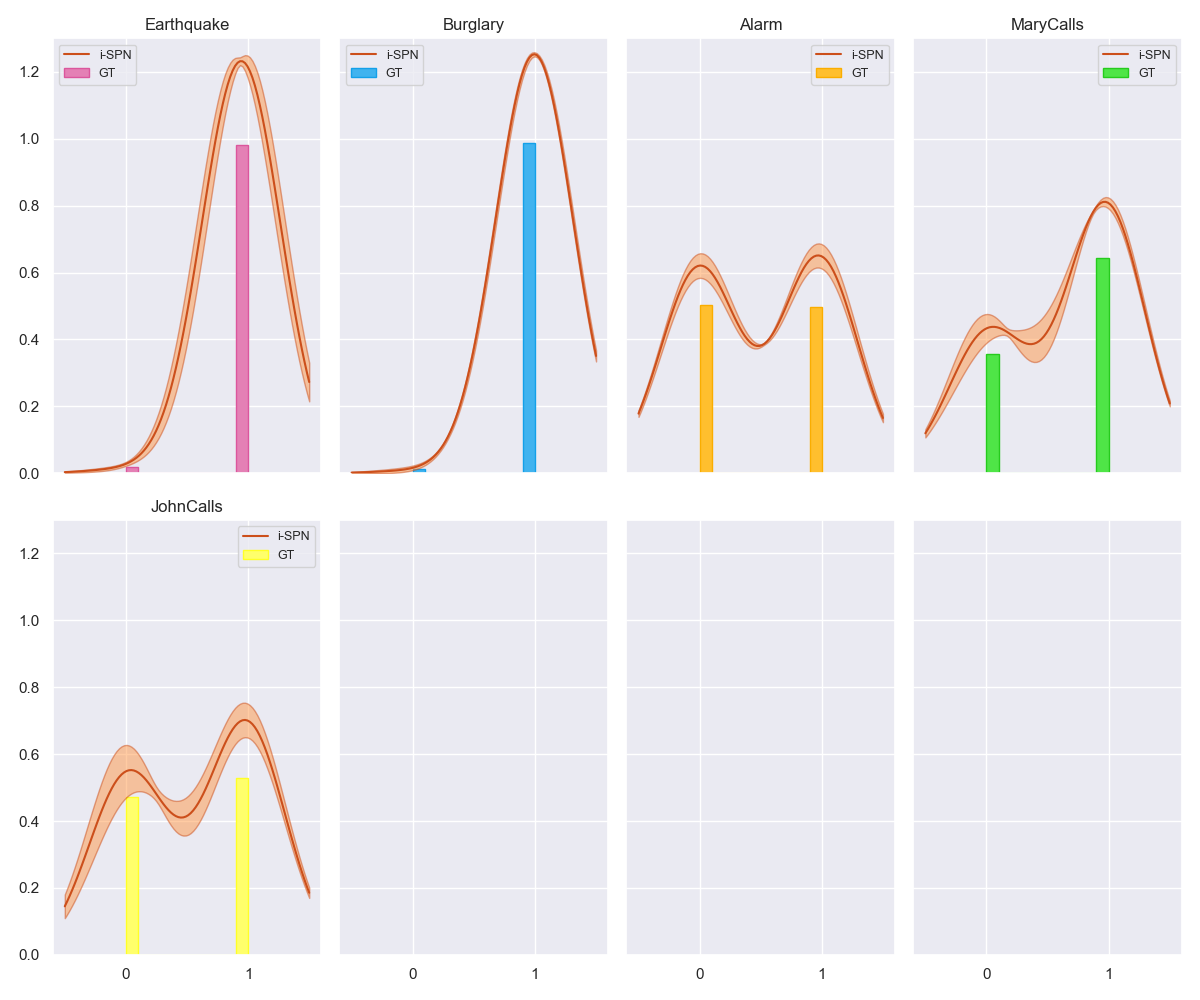 Earthquake
Burglary
Alarm
MaryCalls
i-SPN
GT
i-SPN
GT
i-SPN
GT
i-SPN
GT
1.2
1.0
0.8
0.6
0.4
0.2
0.0
JohnCalls
i-SPN
GT
1.2
1.0
0.8
0.6
0.4
0.2
0.0
0 1
0 1
0 1
0 1